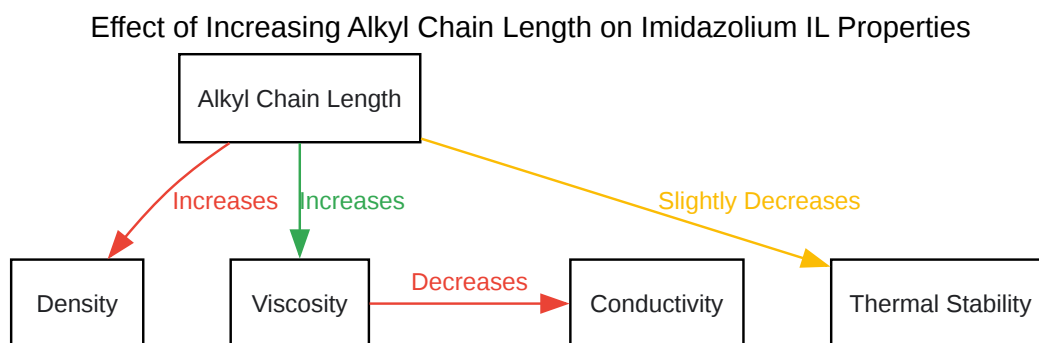 Effect of Increasing Alkyl Chain Length on Imidazolium IL Properties
Alkyl Chain Length
Increases
Increases
Slightly Decreases
Density
Viscosity
Decreases
Conductivity
Thermal Stability